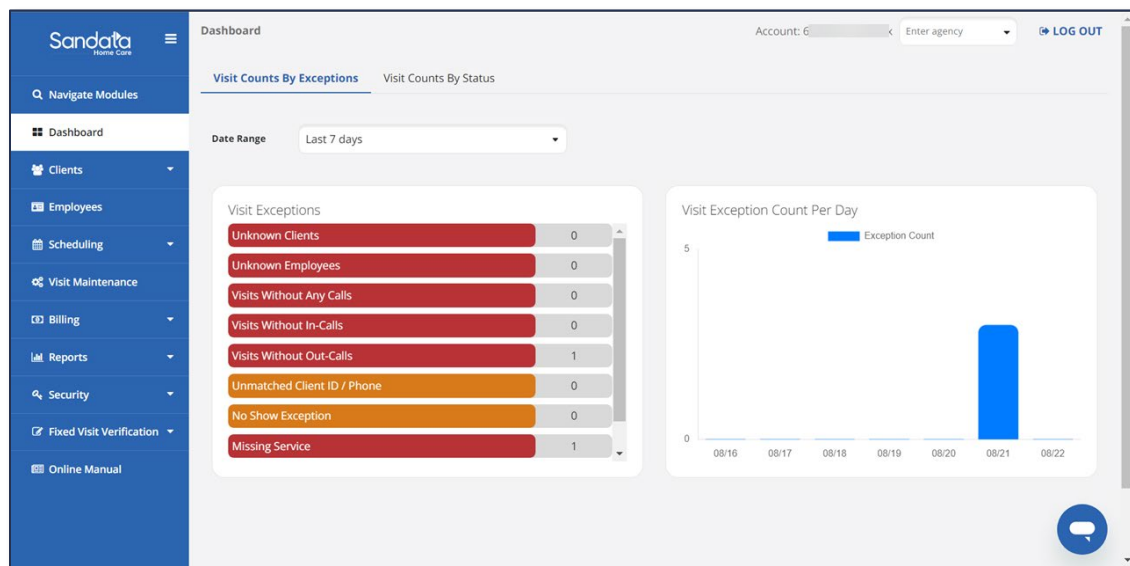 Sandata
Home Care
Navigate Modules
Dashboard
Clients
Employees
Scheduling
Visit Maintenance
Billing
Reports
Security
Fixed Visit Verification
Online Manual
Dashboard
Account: 6
Enter agency
LOG OUT
Visit Counts By Exceptions
Visit Counts By Status
Date Range
Last 7 days
Visit Exceptions
Unknown Clients 0
Unknown Employees 0
Visits Without Any Calls 0
Visits Without In-Calls 0
Visits Without Out-Calls 1
Unmatched Client ID / Phone 0
No Show Exception 0
Missing Service 1
Visit Exception Count Per Day
Exception Count
5
0
08/16 08/17 08/18 08/19 08/20 08/21 08/22